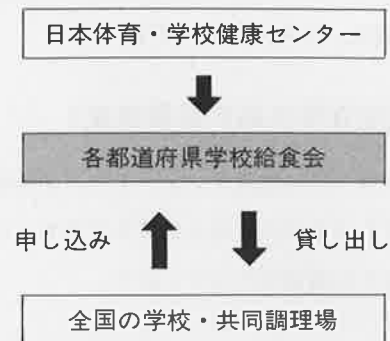 日本体育・学校健康センター
各都道府県学校給食会
申し込み
貸し出し
全国の学校・共同調理場